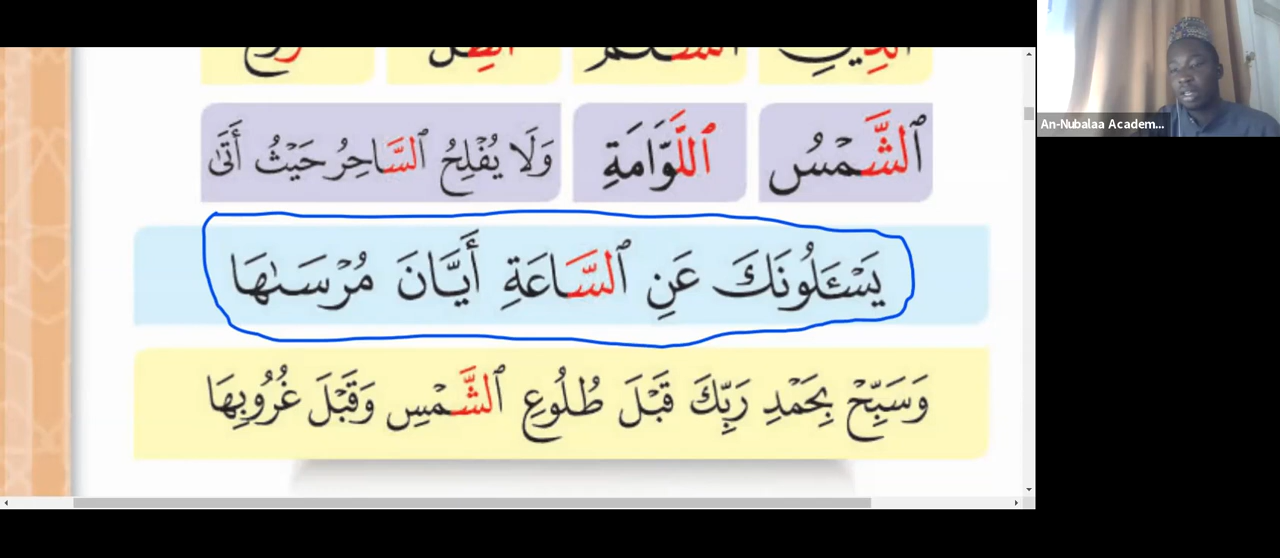 ٱلشَّمْسُ ٱللَّوَّامَةِ وَلَا يُفْلِحُ ٱلسَّاحِرُ حَيْثُ أَتَىٰ
يَسْـَٔلُونَكَ عَنِ ٱلسَّاعَةِ أَيَّانَ مُرْسَىٰهَا
وَسَبِّحْ بِحَمْدِ رَبِّكَ قَبْلَ طُلُوعِ ٱلشَّمْسِ وَقَبْلَ غُرُوبِهَا
An-Nubalaa Academ...